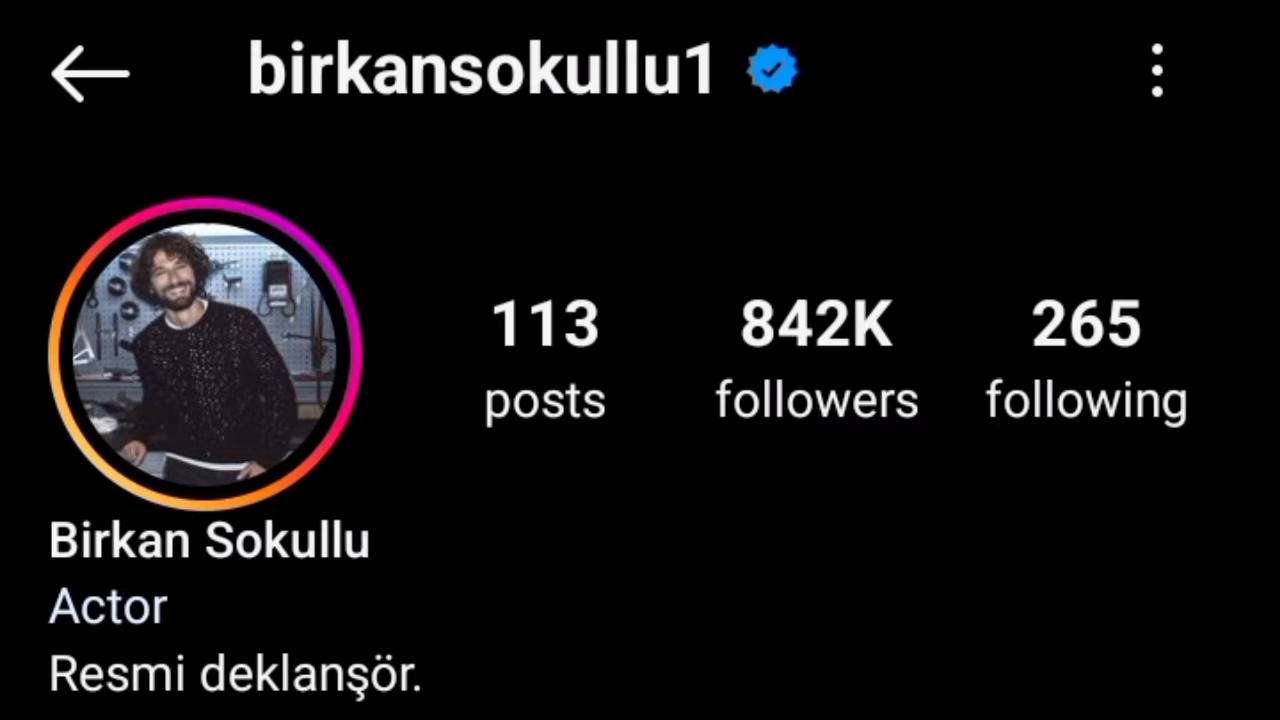 birkansokullu1
113 842K 265
posts followers following
Birkan Sokullu
Actor
Resmi deklanşör.